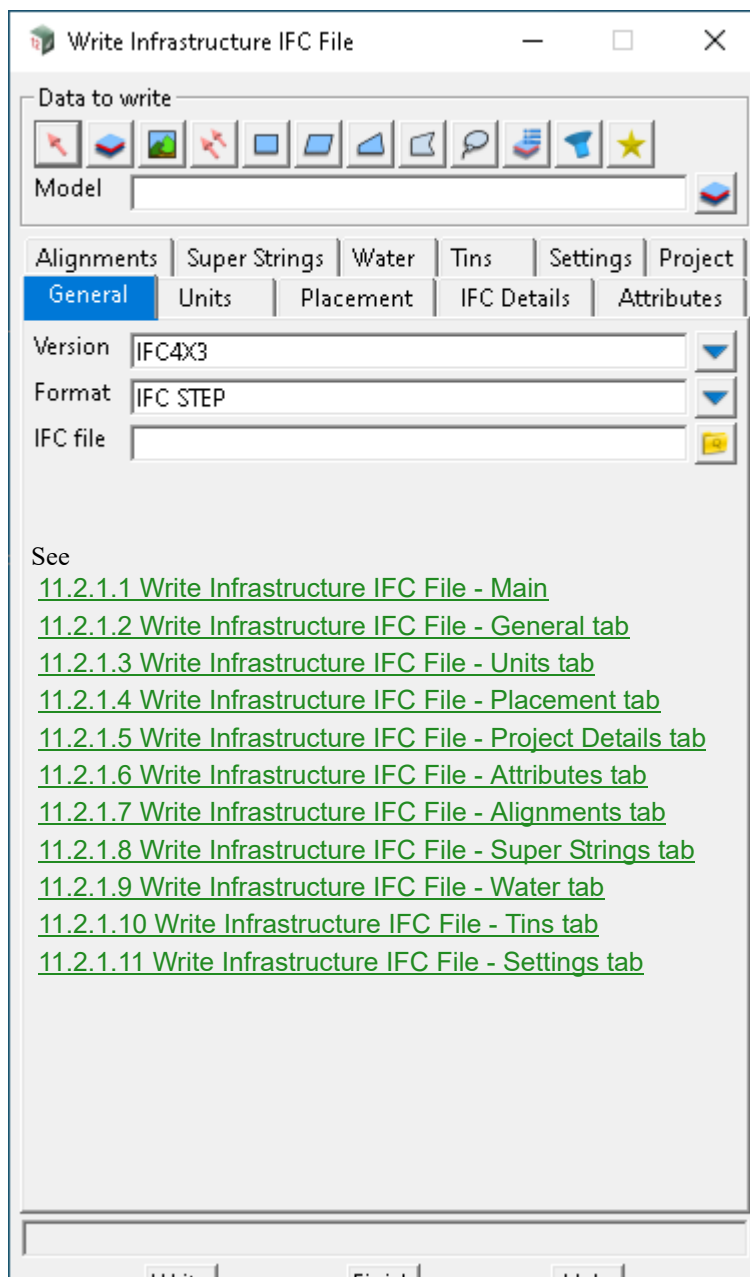 Write Infrastructure IFC File
Data to write
Model
Alignments Super Strings Water Tins Settings Project
General Units Placement IFC Details Attributes
Version IFC4X3
Format IFC STEP
IFC file
See
11.2.1.1 Write Infrastructure IFC File - Main
11.2.1.2 Write Infrastructure IFC File - General tab
11.2.1.3 Write Infrastructure IFC File - Units tab
11.2.1.4 Write Infrastructure IFC File - Placement tab
11.2.1.5 Write Infrastructure IFC File - Project Details tab
11.2.1.6 Write Infrastructure IFC File - Attributes tab
11.2.1.7 Write Infrastructure IFC File - Alignments tab
11.2.1.8 Write Infrastructure IFC File - Super Strings tab
11.2.1.9 Write Infrastructure IFC File - Water tab
11.2.1.10 Write Infrastructure IFC File - Tins tab
11.2.1.11 Write Infrastructure IFC File - Settings tab